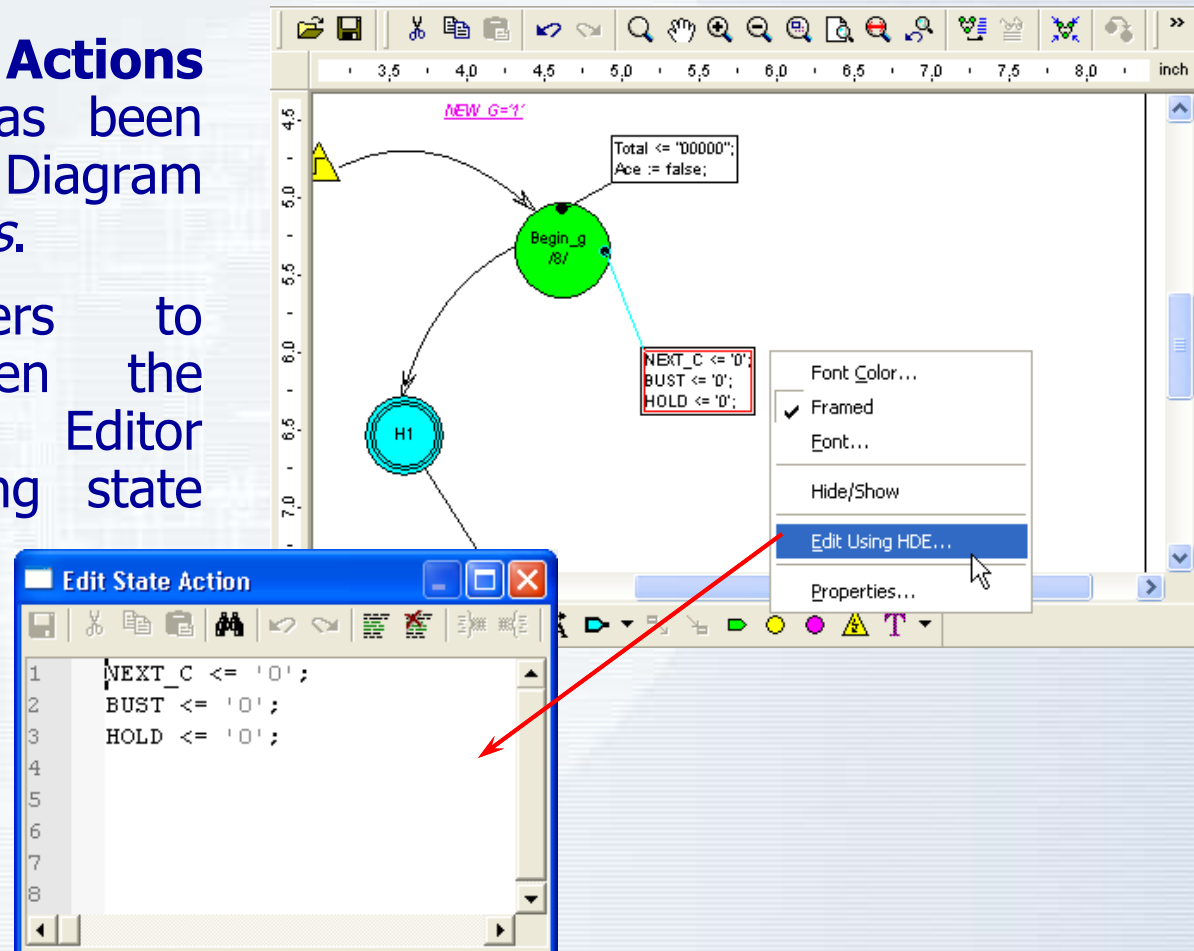 Actions
as been
Diagram
s.
ers to
en the
Editor
ng state
»
3,5 4,0 4,5 5,0 5,5 6,0 6,5 7,0 7,5 8,0 inch
4,5
5,0
5,5
6,0
6,5
7,0
NEW_G='1'
Total <= "00000";
Ace := false;
Begin_g
/8/
NEXT_C <= '0';
BUST <= '0';
HOLD <= '0';
H1
Font Color...
Framed
Font...
Hide/Show
Edit Using HDE...
Properties...
T
Edit State Action
1 NEXT_C <= '0';
2 BUST <= '0';
3 HOLD <= '0';
4
5
6
7
8